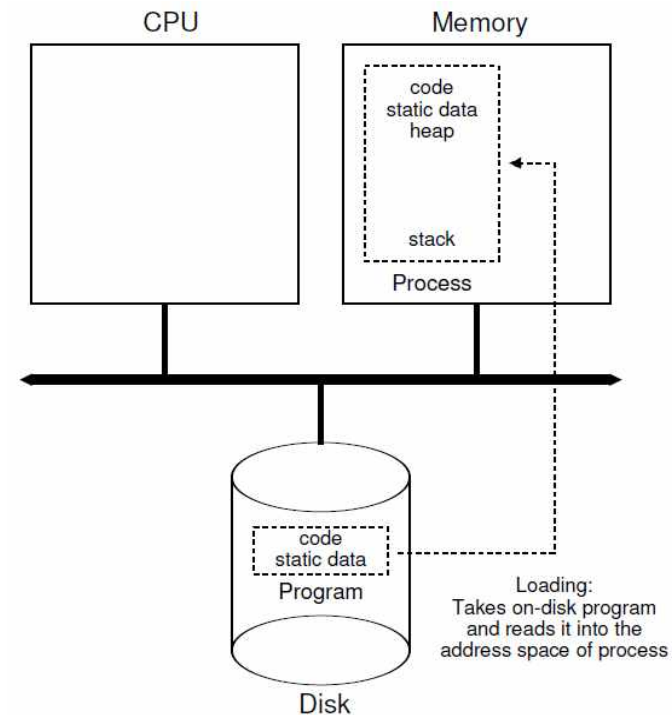 CPU
Memory
code
static data
heap
stack
Process
code
static data
Program
Loading:
Takes on-disk program
and reads it into the
address space of process
Disk